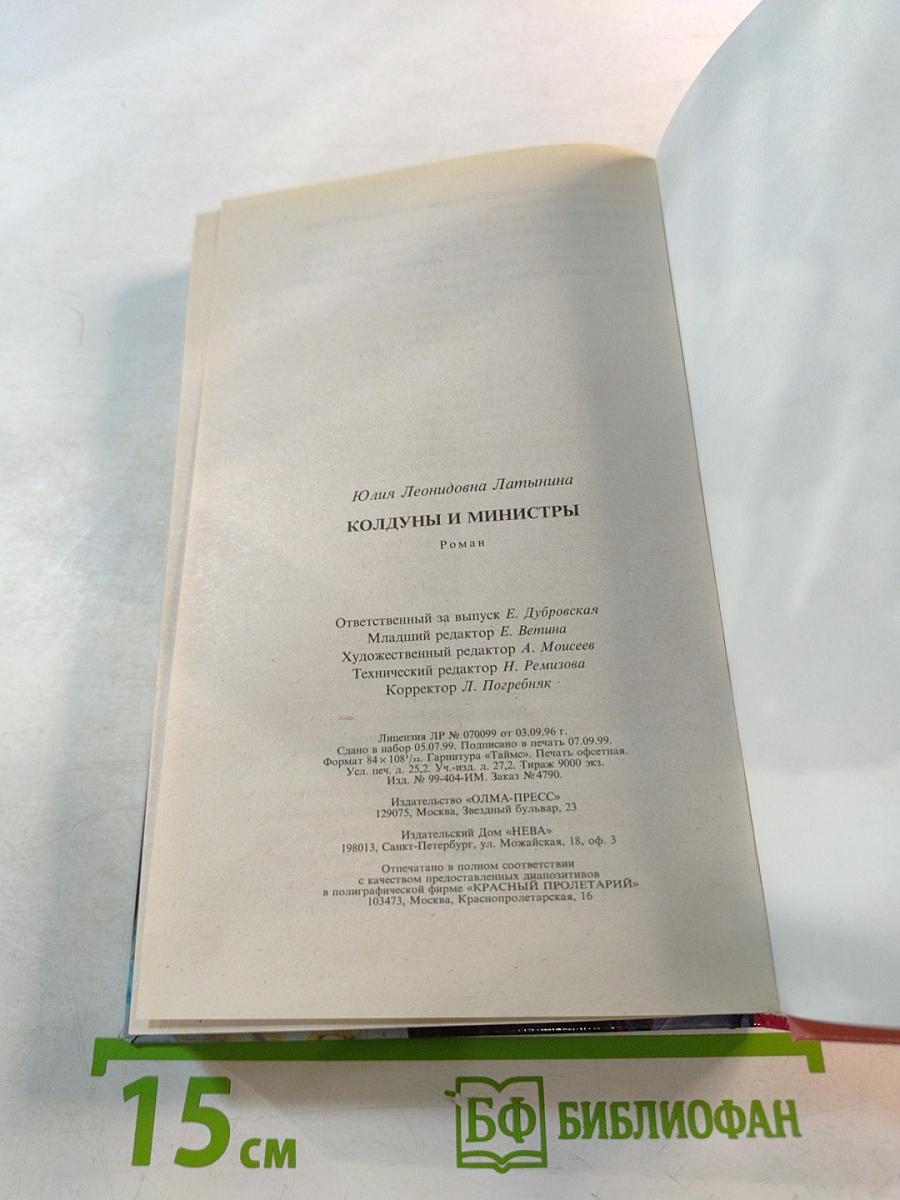 Юлия Леонидовна Латынина
КОЛДУНЫ И МИНИСТРЫ
Роман
Ответственный за выпуск Е. Дубровская
Младший редактор Е. Ветина
Художественный редактор А. Моисеев
Технический редактор Н. Ремизова
Корректор Л. Погребняк
Лицензия ЛР № 070099 от 03.09.96 г.
Сдано в набор 05.07.99. Подписано в печать 07.09.99.
Формат 84×108¹/₃₂. Гарнитура «Таймс». Печать офсетная.
Усл. печ. л. 25,2. Уч.-изд. л. 27,2. Тираж 9000 экз.
Изд. № 99-404-ИМ. Заказ №4790.
Издательство «ОЛМА-ПРЕСС»
129075, Москва, Звездный бульвар, 23
Издательский Дом «НЕВА»
198013, Санкт-Петербург, ул. Можайская, 18, оф. 3
Отпечатано в полном соответствии
с качеством предоставленных диапозитивов
в полиграфической фирме «КРАСНЫЙ ПРОЛЕТАРИЙ»
103473, Москва, Краснопролетарская, 16
15 см
БФ БИБЛИОФАН